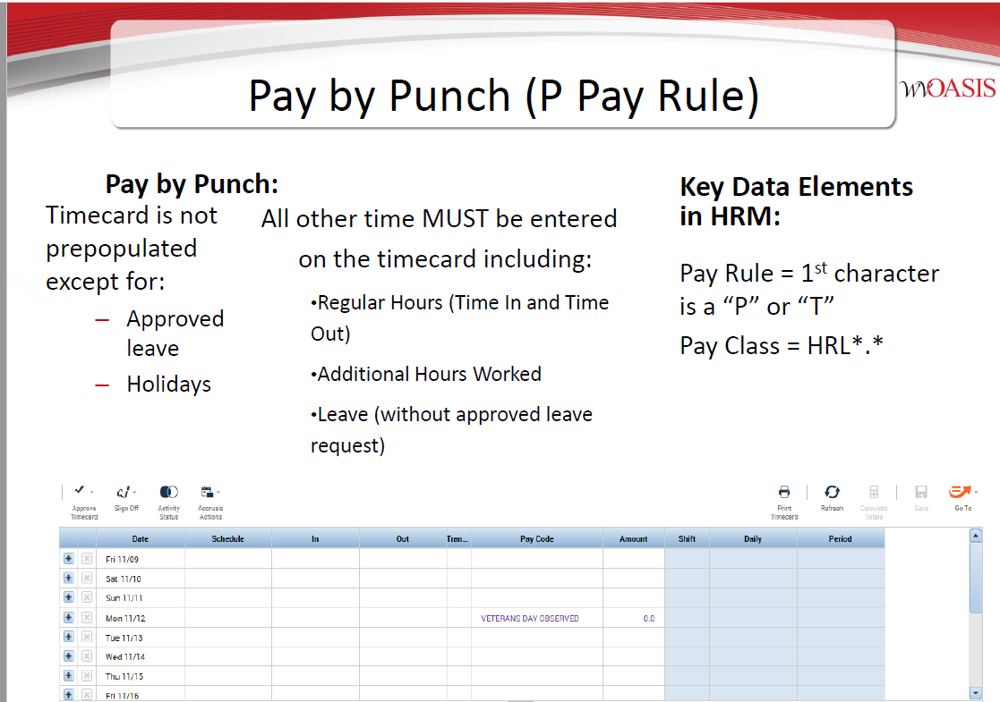 Pay by Punch (P Pay Rule)
wvOASIS
Pay by Punch:
Timecard is not
prepopulated
except for:
– Approved
leave
– Holidays
All other time MUST be entered
on the timecard including:
•Regular Hours (Time In and Time
Out)
•Additional Hours Worked
•Leave (without approved leave
request)
Key Data Elements
in HRM:
Pay Rule = 1st character
is a “P” or “T”
Pay Class = HRL*.*
Approve
Timecard
Sign Off
Activity
Status
Accruals
Actions
Print
Timecard
Refresh
Calculate
Totals
Save
Go To
Date Schedule In Out Tran... Pay Code Amount Shift Daily Period
Fri 11/09
Sat 11/10
Sun 11/11
Mon 11/12 VETERANS DAY OBSERVED 0.0
Tue 11/13
Wed 11/14
Thu 11/15
Fri 11/16